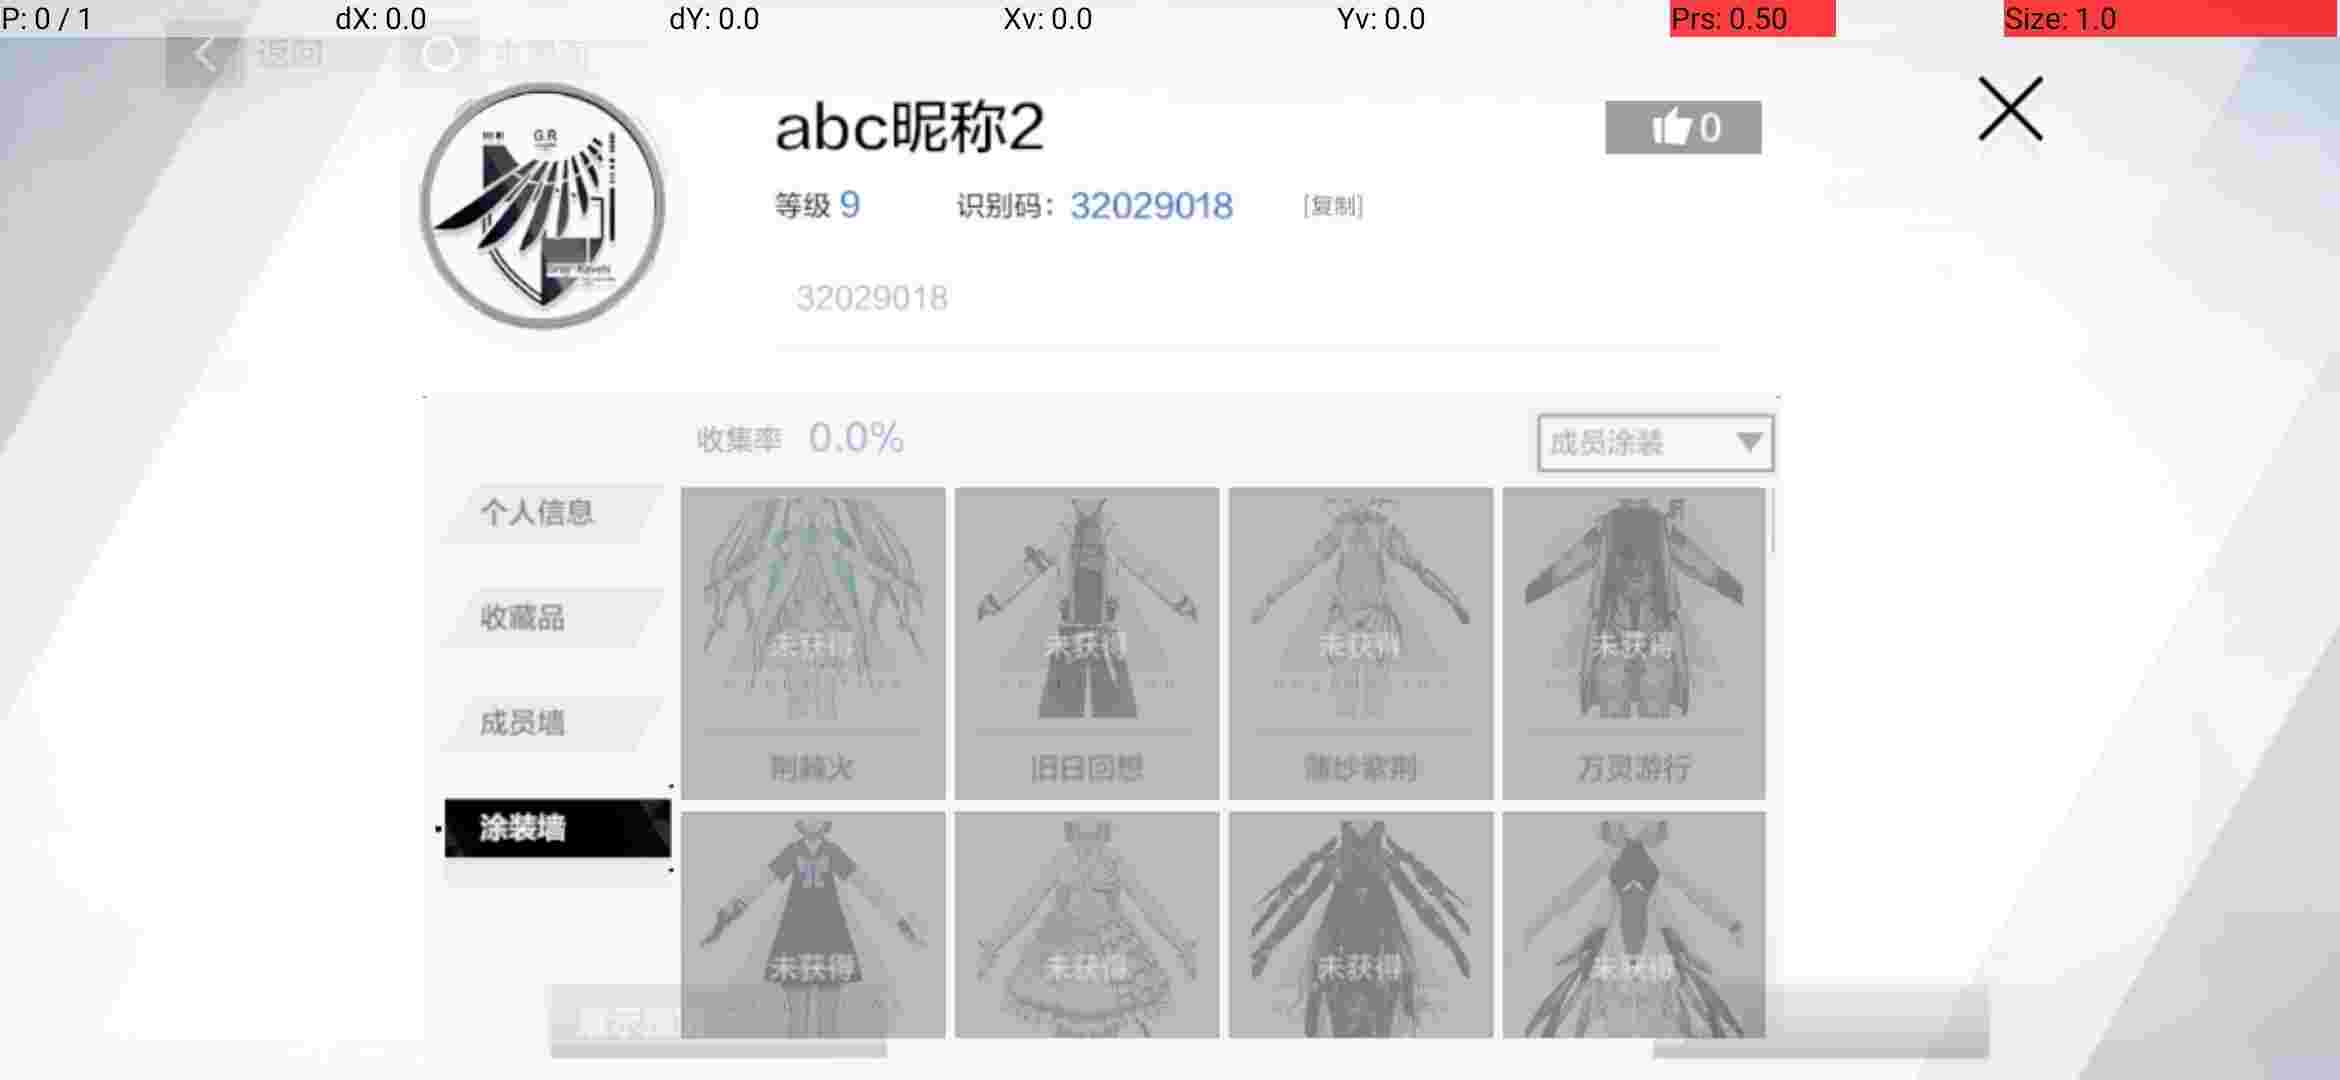 P: 0 / 1 dX: 0.0 dY: 0.0 Xv: 0.0 Yv: 0.0 Prs: 0.50 Size: 1.0
返回
G.R
abc昵称2
0
等级 9 识别码：32029018 [复制]
32029018
收集率 0.0%
成员涂装
个人信息
收藏品
成员墙
涂装墙
未获得 未获得 未获得 未获得
荆棘火 旧日回想 薄纱紫荆 万灵游行
未获得 未获得 未获得 未获得